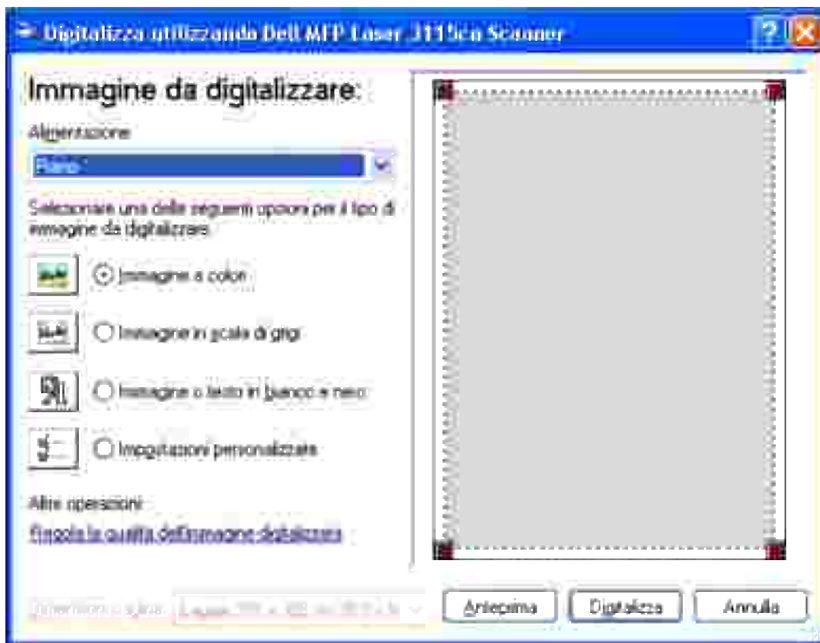 Digitalizza utilizzando Dell MFP Laser 3115cn Scanner
Immagine da digitalizzare:
Alimentazione
Piano
Selezionare una delle seguenti opzioni per il tipo di
immagine da digitalizzare.
Immagine a colori
Immagine in scala di grigi
Immagine o testo in bianco e nero
Impostazioni personalizzate
Altre operazioni:
Regola la qualità dell'immagine digitalizzata
Anteprima
Digitalizza
Annulla